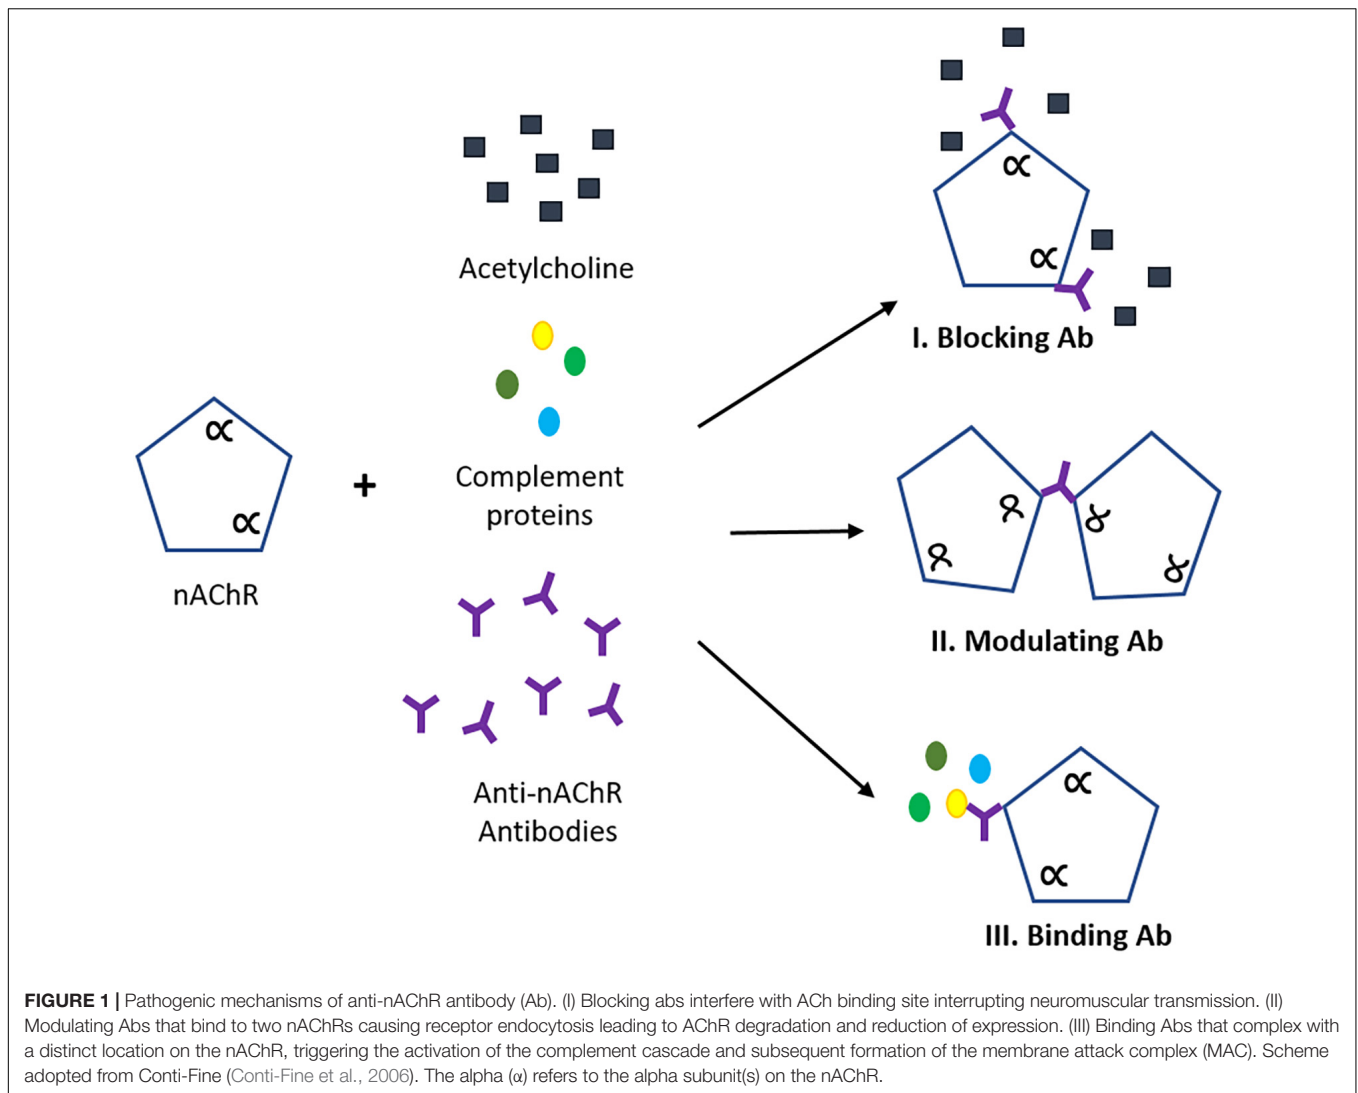 Acetylcholine
∝
∝
I. Blocking Ab
Complement
proteins
∝
∝
+
nAChR
∝
∝
∝
∝
II. Modulating Ab
Anti-nAChR
Antibodies
∝
∝
III. Binding Ab
FIGURE 1 | Pathogenic mechanisms of anti-nAChR antibody (Ab). (I) Blocking abs interfere with ACh binding site interrupting neuromuscular transmission. (II)
Modulating Abs that bind to two nAChRs causing receptor endocytosis leading to AChR degradation and reduction of expression. (III) Binding Abs that complex with
a distinct location on the nAChR, triggering the activation of the complement cascade and subsequent formation of the membrane attack complex (MAC). Scheme
adopted from Conti-Fine (Conti-Fine et al., 2006). The alpha (α) refers to the alpha subunit(s) on the nAChR.